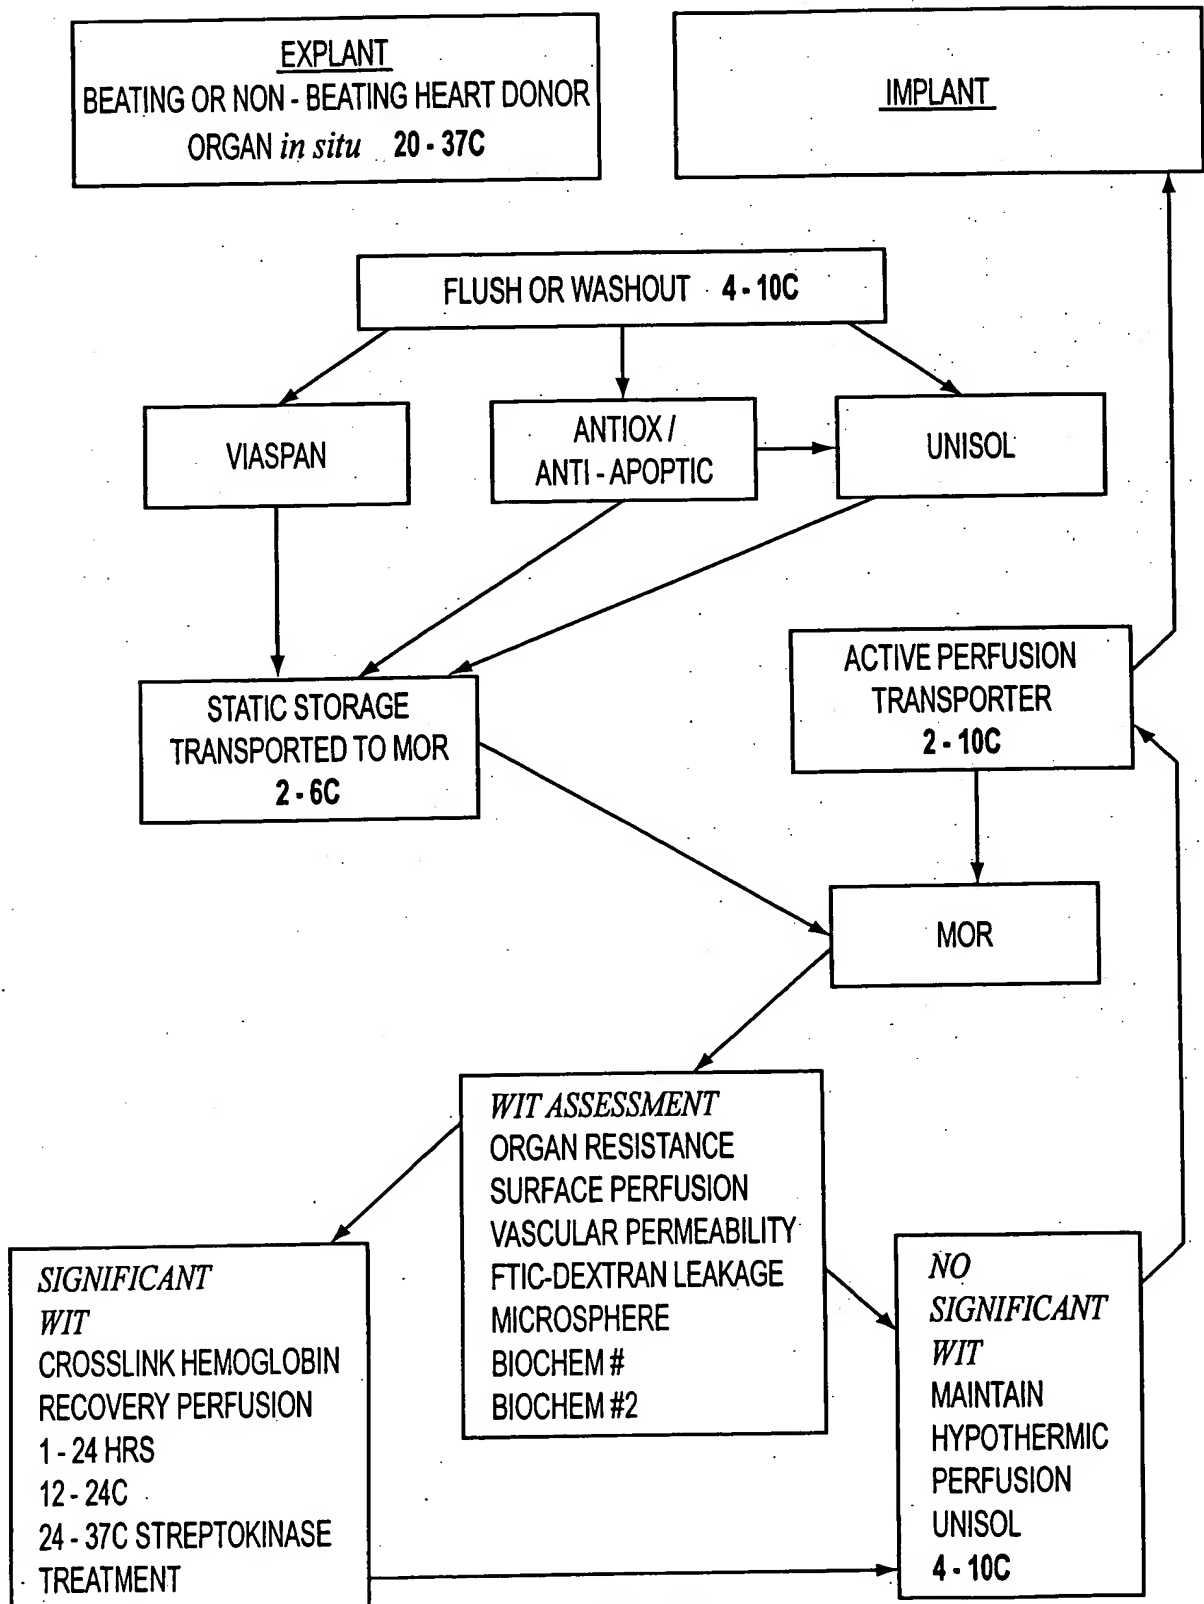 EXPLANT
BEATING OR NON - BEATING HEART DONOR
ORGAN in situ 20 - 37C
IMPLANT
FLUSH OR WASHOUT 4 - 10C
VIASPAN
ANTIOX /
ANTI - APOPTIC
UNISOL
STATIC STORAGE
TRANSPORTED TO MOR
2 - 6C
ACTIVE PERFUSION
TRANSPORTER
2 - 10C
MOR
WIT ASSESSMENT
ORGAN RESISTANCE
SURFACE PERFUSION
VASCULAR PERMEABILITY
FTIC-DEXTRAN LEAKAGE
MICROSPHERE
BIOCHEM #
BIOCHEM #2
SIGNIFICANT
WIT
CROSSLINK HEMOGLOBIN
RECOVERY PERFUSION
1 - 24 HRS
12 - 24C
24 - 37C STREPTOKINASE
TREATMENT
NO
SIGNIFICANT
WIT
MAINTAIN
HYPOTHERMIC
PERFUSION
UNISOL
4 - 10C